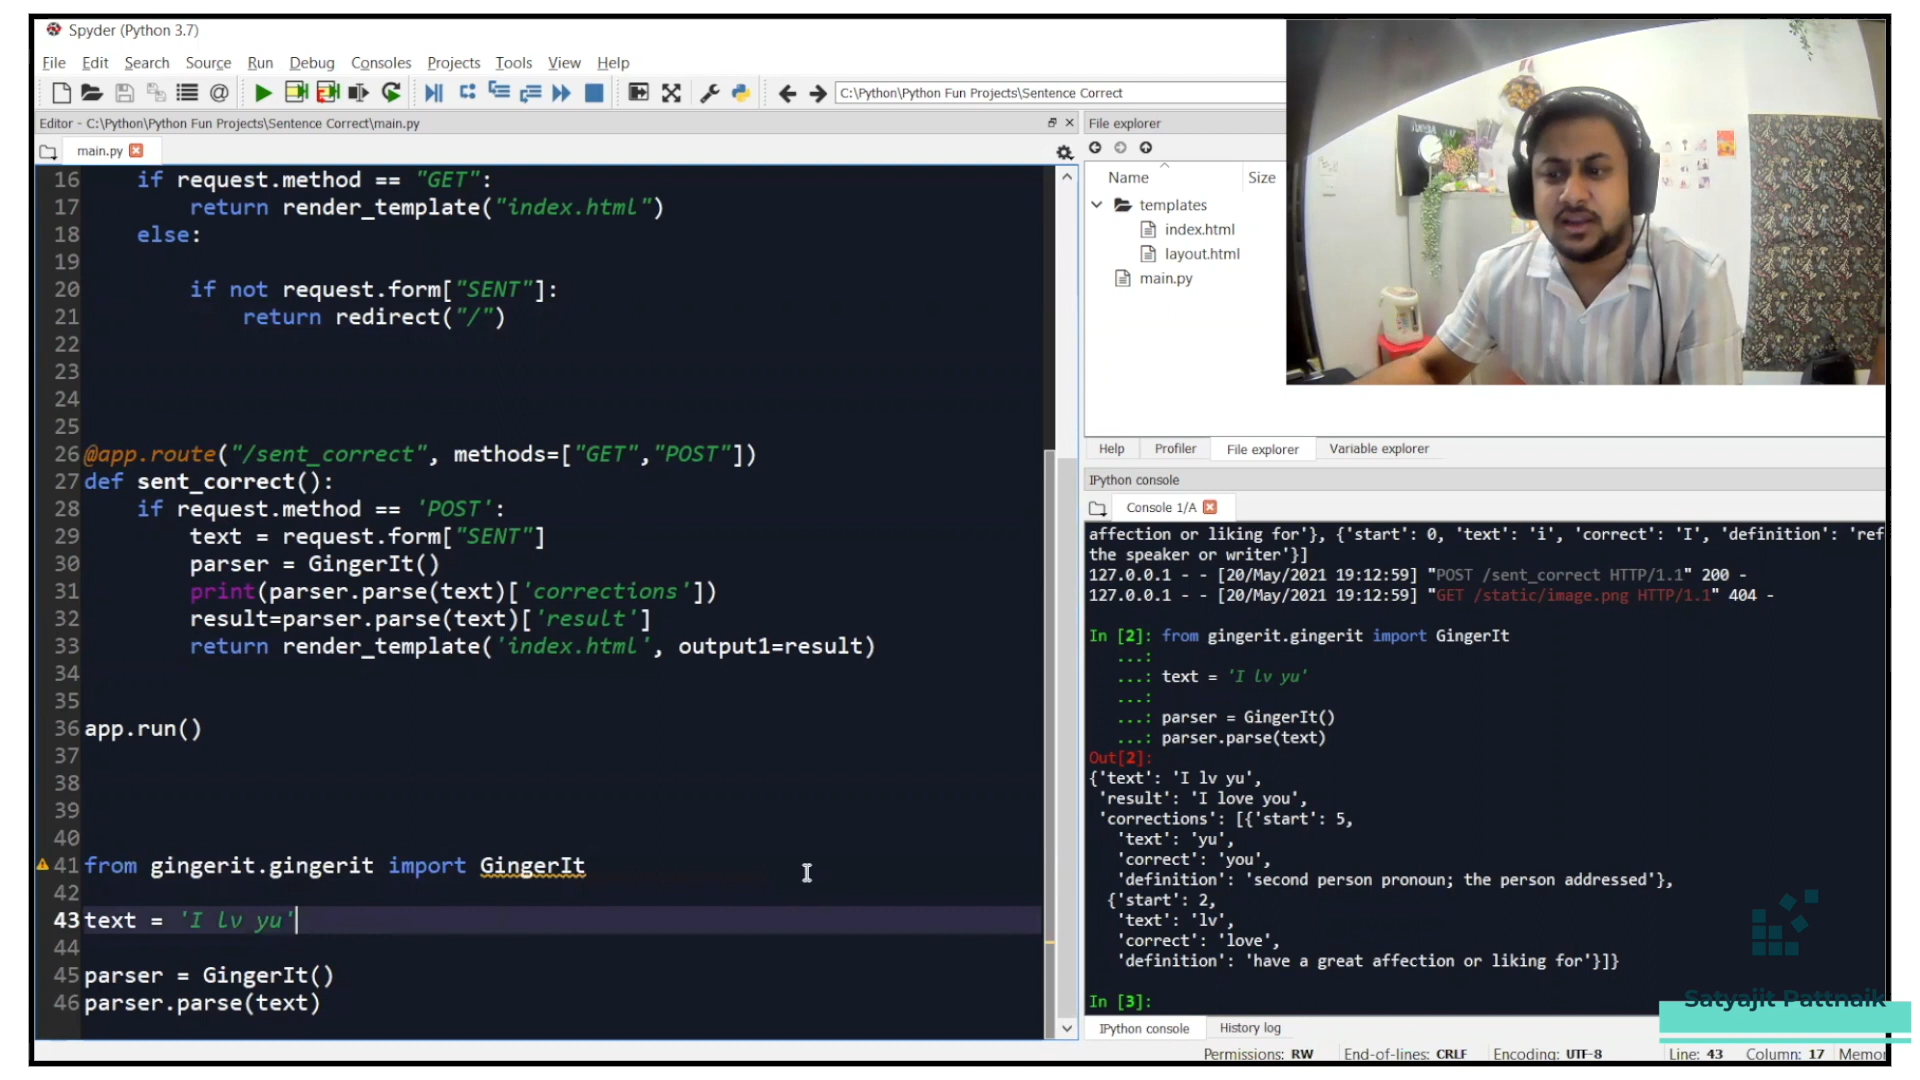 Spyder (Python 3.7)
File Edit Search Source Run Debug Consoles Projects Tools View Help
C:\Python\Python Fun Projects\Sentence Correct
Editor - C:\Python\Python Fun Projects\Sentence Correct\main.py
main.py
16 if request.method == "GET":
17 return render_template("index.html")
18 else:
19
20 if not request.form["SENT"]:
21 return redirect("/")
22
23
24
25
26 @app.route("/sent_correct", methods=["GET","POST"])
27 def sent_correct():
28 if request.method == 'POST':
29 text = request.form["SENT"]
30 parser = GingerIt()
31 print(parser.parse(text)['corrections'])
32 result=parser.parse(text)['result']
33 return render_template('index.html', output1=result)
34
35
36 app.run()
37
38
39
40
41 from gingerit.gingerit import GingerIt
42
43 text = 'I lv yu'
44
45 parser = GingerIt()
46 parser.parse(text)
File explorer
Name Size
templates
index.html
layout.html
main.py
Help Profiler File explorer Variable explorer
IPython console
Console 1/A
affection or liking for'}, {'start': 0, 'text': 'i', 'correct': 'I', 'definition': 'ref
the speaker or writer'}]
127.0.0.1 - - [20/May/2021 19:12:59] "POST /sent_correct HTTP/1.1" 200 -
127.0.0.1 - - [20/May/2021 19:12:59] "GET /static/image.png HTTP/1.1" 404 -
In [2]: from gingerit.gingerit import GingerIt
...:
...: text = 'I lv yu'
...:
...: parser = GingerIt()
...: parser.parse(text)
Out[2]:
{'text': 'I lv yu',
'result': 'I love you',
'corrections': [{'start': 5,
'text': 'yu',
'correct': 'you',
'definition': 'second person pronoun; the person addressed'},
{'start': 2,
'text': 'lv',
'correct': 'love',
'definition': 'have a great affection or liking for'}]}
In [3]:
IPython console History log
Satyajit Pattnaik
Permissions: RW End-of-lines: CRLF Encoding: UTF-8 Line: 43 Column: 17 Memor